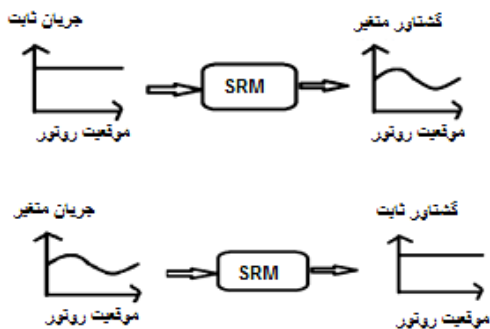 جریان ثابت
گشتاور متغیر
SRM
موقعیت روتور
موقعیت روتور
جریان متغیر
گشتاور ثابت
SRM
موقعیت روتور
موقعیت روتور